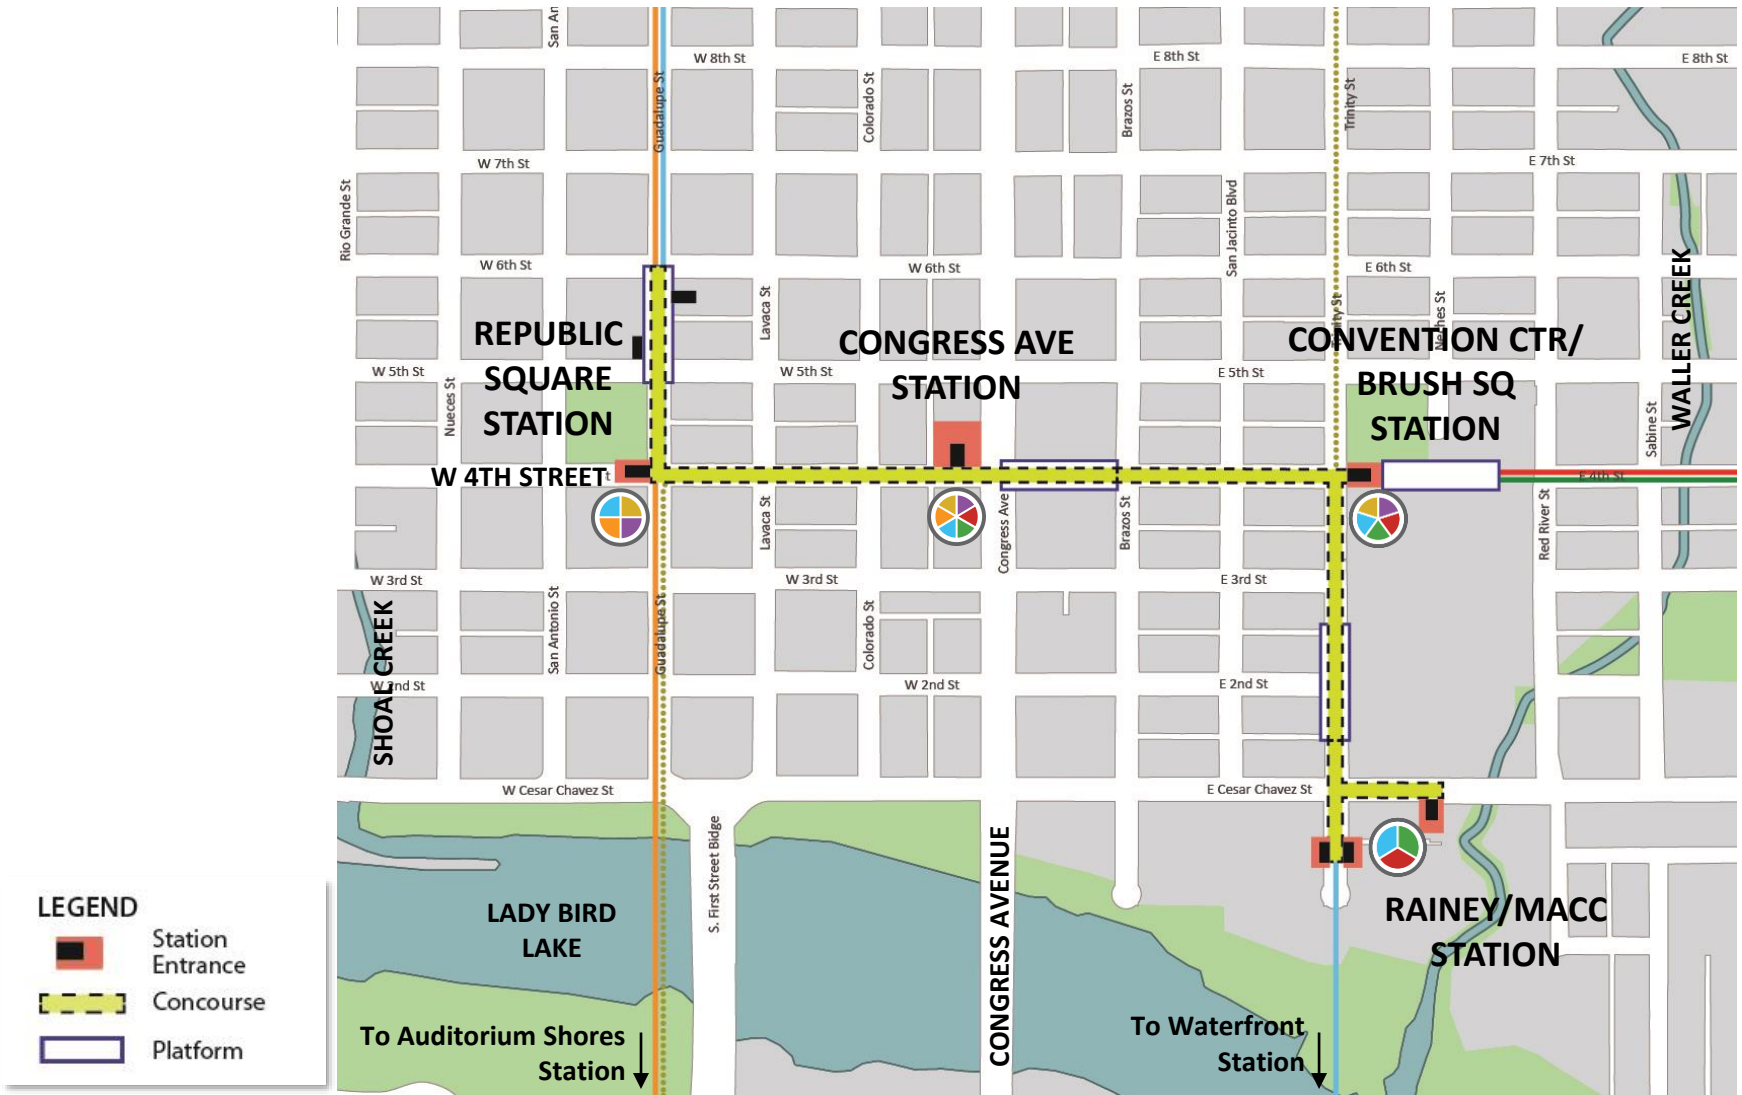 San An
W 8th St
E 8th St
E 8th St
Guadalupe St
Colorado St
Brazos St
Trinity St
W 7th St
E 7th St
Rio Grande St
San Jacinto Blvd
W 6th St
W 6th St
E 6th St
WALLER CREEK
Lavaca St
Trinity St
Neches St
REPUBLIC
SQUARE
STATION
CONGRESS AVE
STATION
CONVENTION CTR/
BRUSH SQ
STATION
W 5th St
W 5th St
E 5th St
Nueces St
Sabine St
W 4TH STREET
t
E 4th St
Lavaca St
Congress Ave
Brazos St
Red River St
W 3rd St
W 3rd St
E 3rd St
SHOAL CREEK
San Antonio St
Guadalupe St
Colorado St
W 2nd St
W 2nd St
E 2nd St
W Cesar Chavez St
E Cesar Chavez St
S. First Street Bridge
CONGRESS AVENUE
LADY BIRD
LAKE
RAINEY/MACC
STATION
To Auditorium Shores
Station
To Waterfront
Station
LEGEND
Station
Entrance
Concourse
Platform